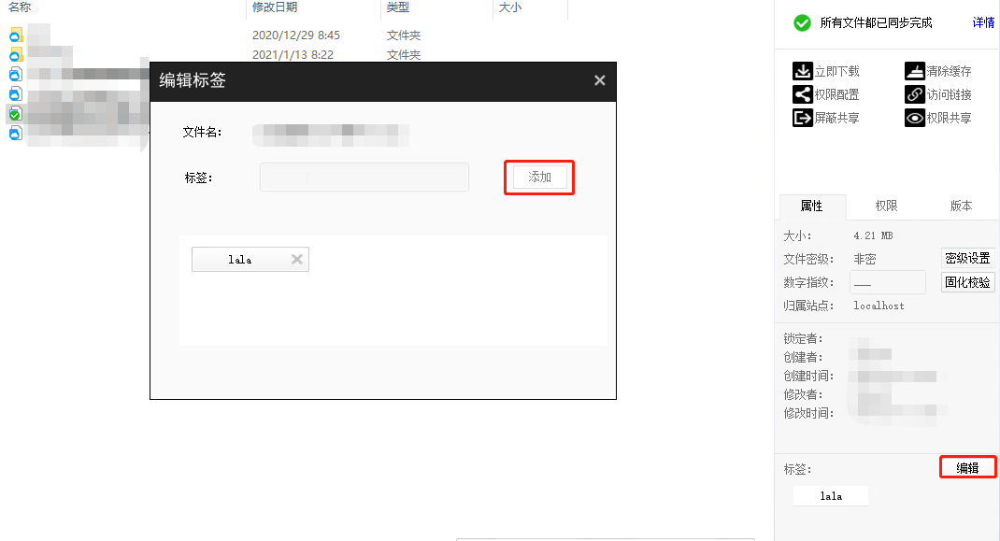 名称 修改日期 类型 大小
2020/12/29 8:45 文件夹
2021/1/13 8:22 文件夹
编辑标签
文件名：
标签： 添加
lala
所有文件都已同步完成 详情
立即下载 清除缓存
权限配置 访问链接
屏蔽共享 权限共享
属性 权限 版本
大小： 4.21 MB
文件密级： 非密 密级设置
数字指纹： ___ 固化校验
归属站点： localhost
锁定者：
创建者：
创建时间：
修改者：
修改时间：
标签： 编辑
lala